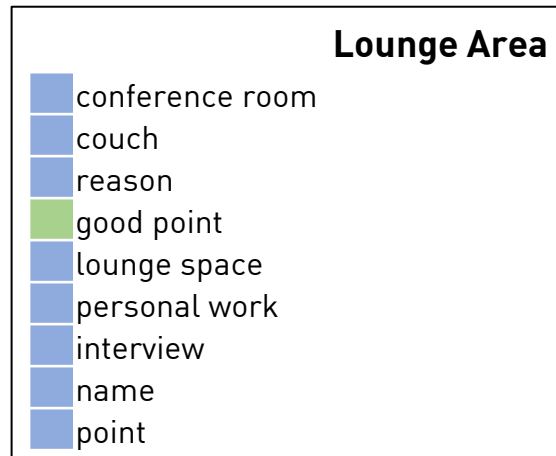 Lounge Area
conference room
couch
reason
good point
lounge space
personal work
interview
name
point